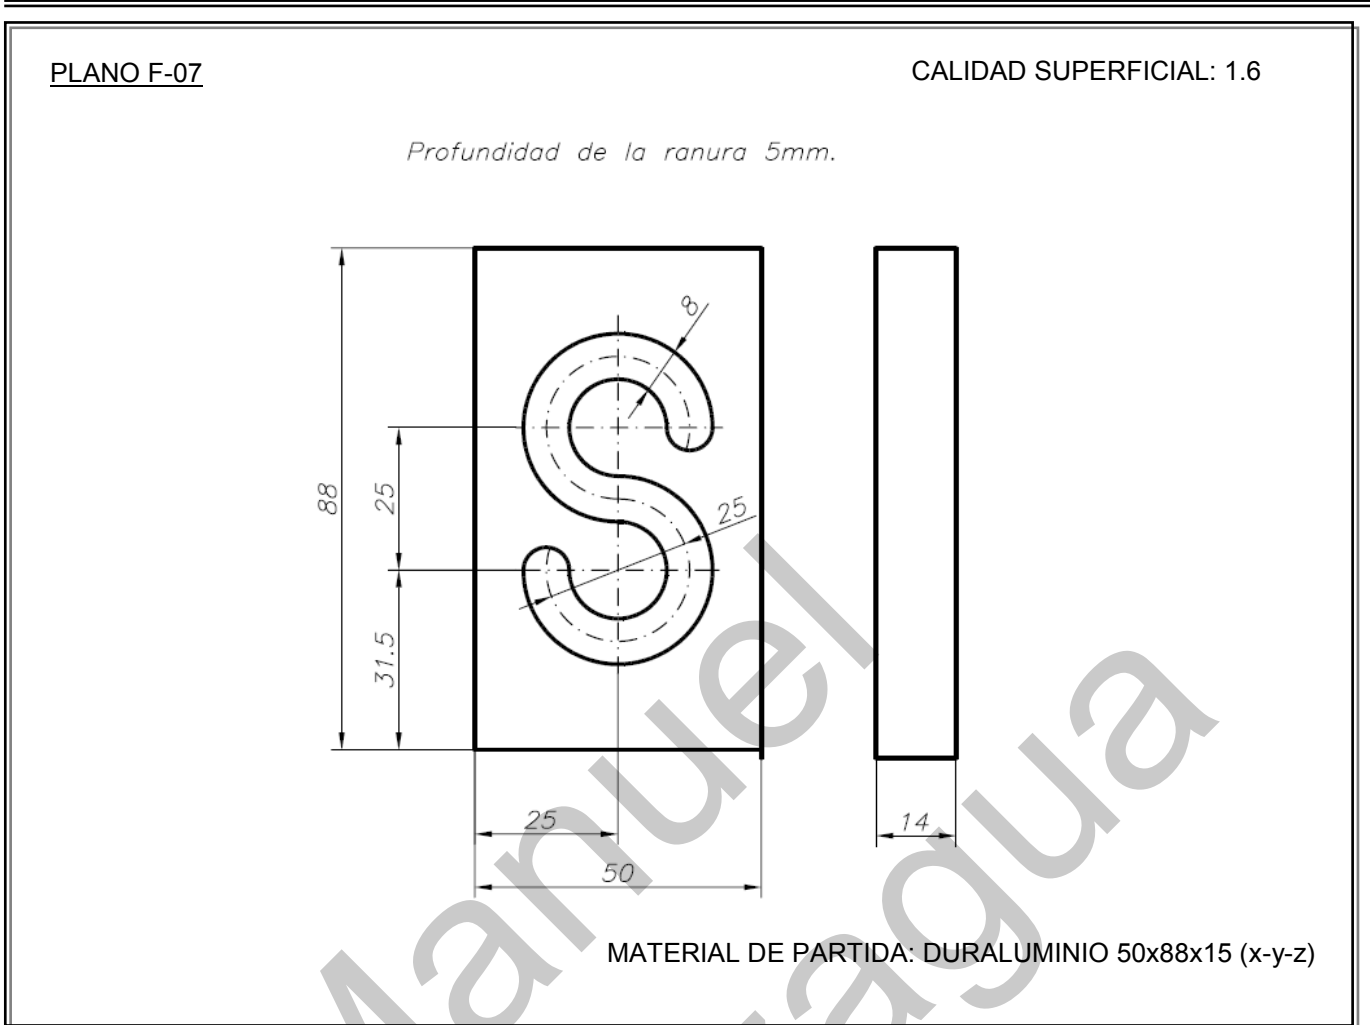 PLANO F-07
CALIDAD SUPERFICIAL: 1.6
Profundidad de la ranura 5mm.
8
88
25
25
31.5
25
14
50
MATERIAL DE PARTIDA: DURALUMINIO 50x88x15 (x-y-z)
Manuel